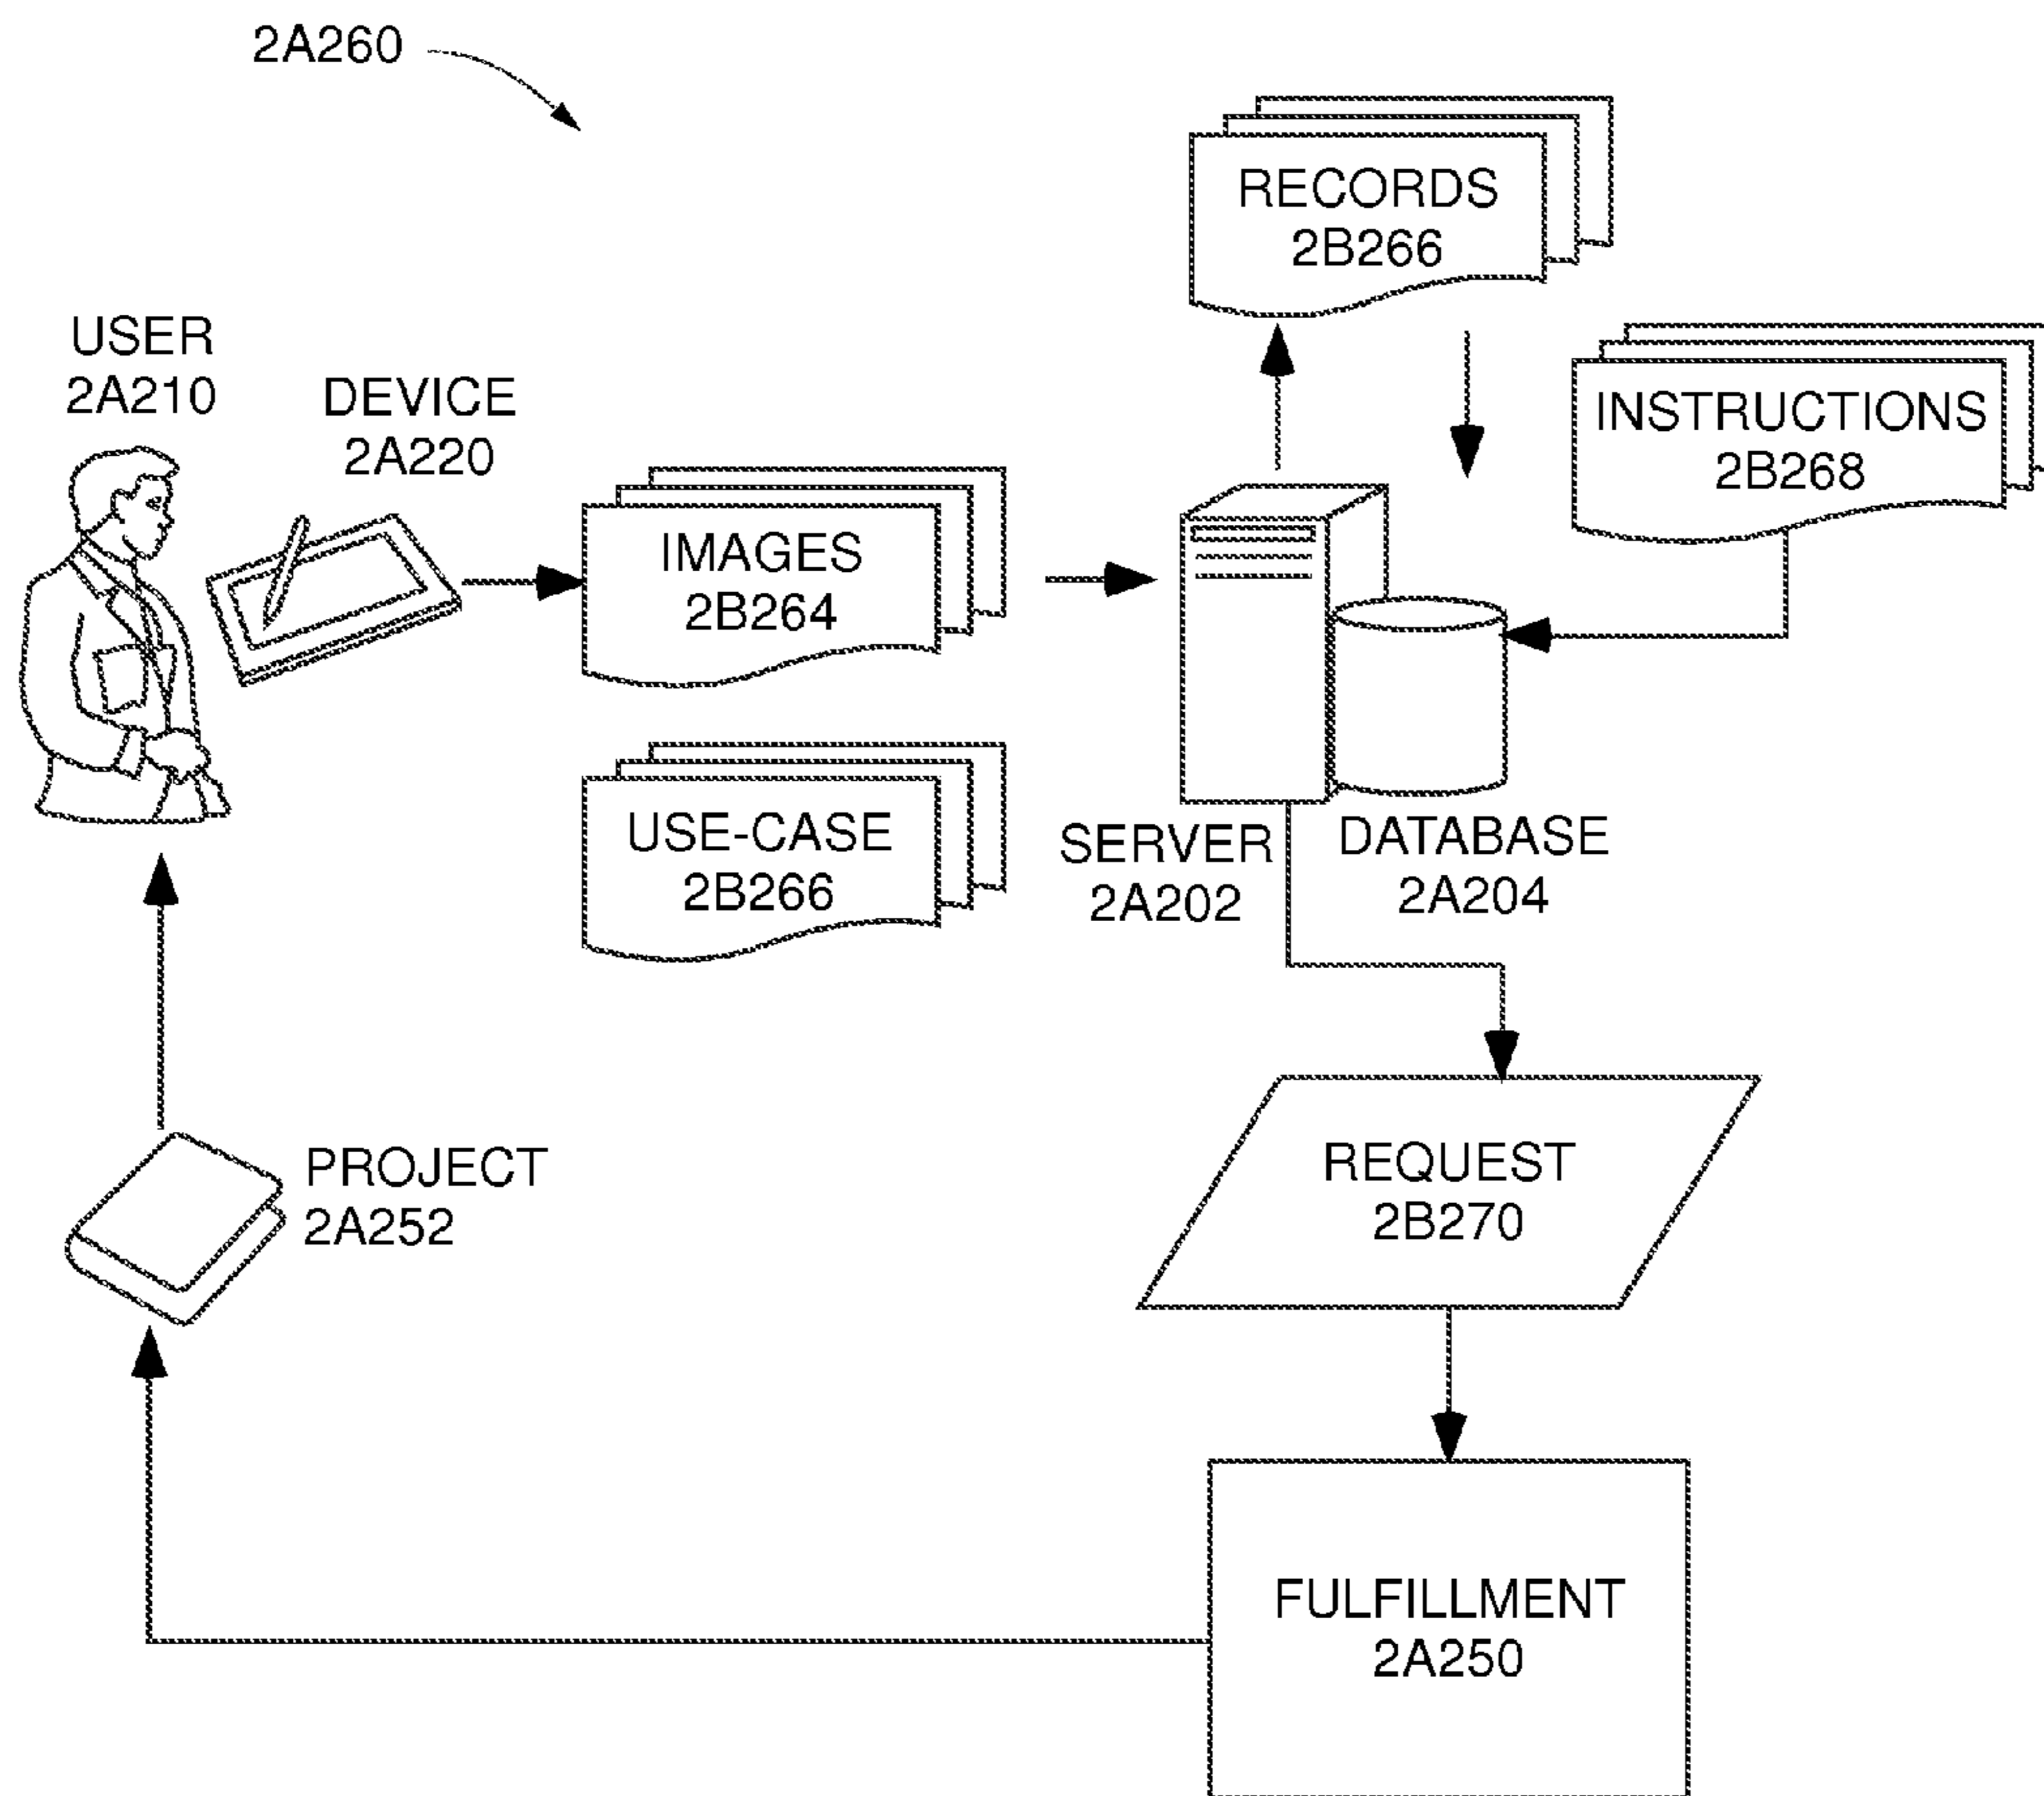 2A260
RECORDS
2B266
USER
2A210
DEVICE
2A220
INSTRUCTIONS
2B268
IMAGES
2B264
USE-CASE
2B266
SERVER
2A202
DATABASE
2A204
PROJECT
2A252
REQUEST
2B270
FULFILLMENT
2A250